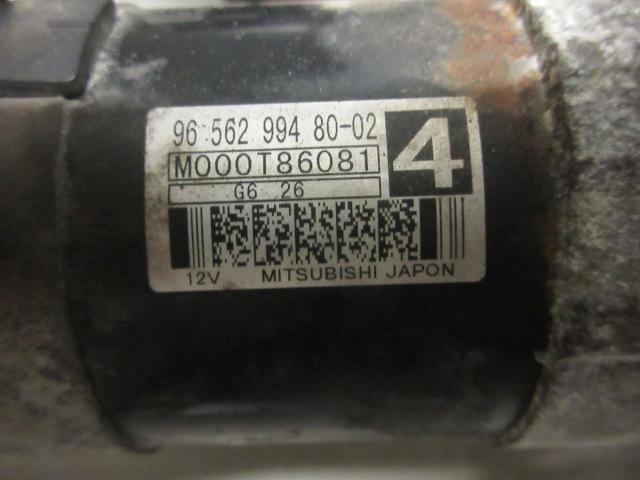 96 562 994 80-02
4
M000T86081
G6 26
12V MITSUBISHI JAPON